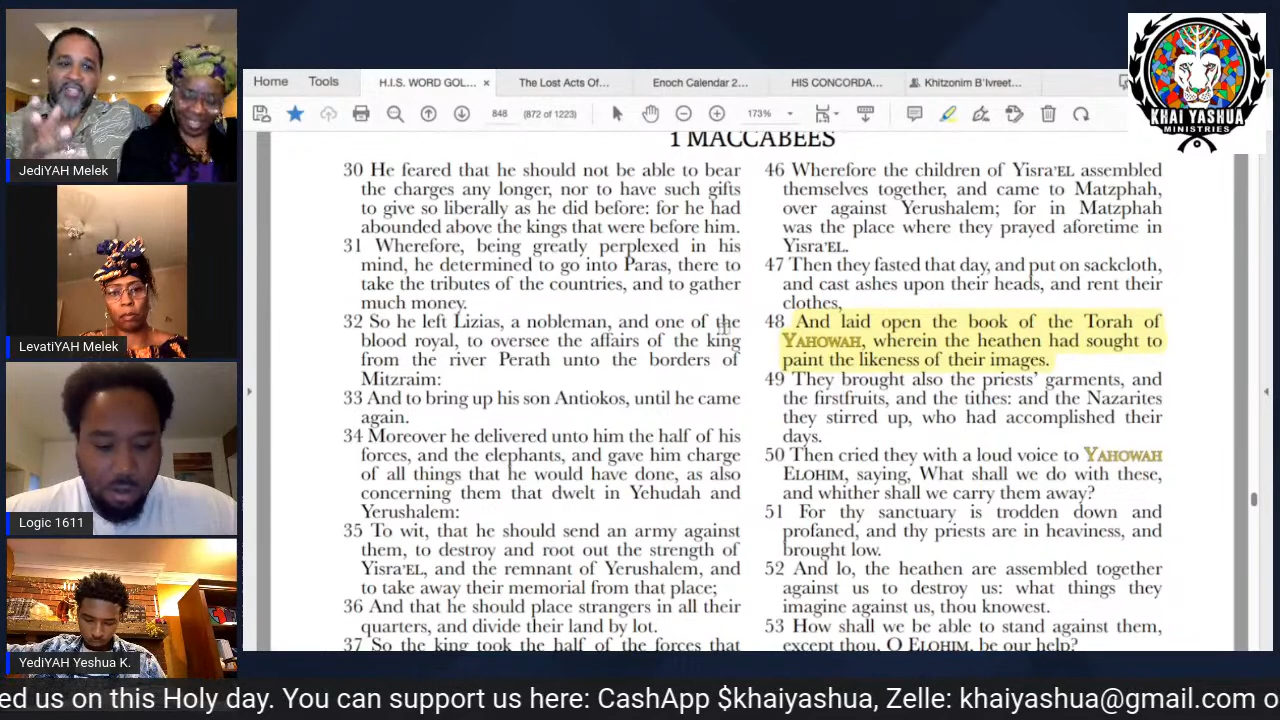 JediYAH Melek
LevatiYAH Melek
Logic 1611
YediYAH Yeshua K.
KHAI YASHUA
MINISTRIES
Home Tools H.I.S. WORD GOL... × The Lost Acts Of... Enoch Calendar 2... HIS CONCORDA... Khitzonim B'Ivreet...
848 (872 of 1223) 173%
1 MACCABEES
30 He feared that he should not be able to bear
the charges any longer, nor to have such gifts
to give so liberally as he did before: for he had
abounded above the kings that were before him.
31 Wherefore, being greatly perplexed in his
mind, he determined to go into Paras, there to
take the tributes of the countries, and to gather
much money.
32 So he left Lizias, a nobleman, and one of the
blood royal, to oversee the affairs of the king
from the river Perath unto the borders of
Mitzraim:
33 And to bring up his son Antiokos, until he came
again.
34 Moreover he delivered unto him the half of his
forces, and the elephants, and gave him charge
of all things that he would have done, as also
concerning them that dwelt in Yehudah and
Yerushalem:
35 To wit, that he should send an army against
them, to destroy and root out the strength of
Yisra'EL, and the remnant of Yerushalem, and
to take away their memorial from that place;
36 And that he should place strangers in all their
quarters, and divide their land by lot.
37 So the king took the half of the forces that
46 Wherefore the children of Yisra'EL assembled
themselves together, and came to Matzphah,
over against Yerushalem; for in Matzphah
was the place where they prayed aforetime in
Yisra'EL.
47 Then they fasted that day, and put on sackcloth,
and cast ashes upon their heads, and rent their
clothes,
48 And laid open the book of the Torah of
YAHOWAH, wherein the heathen had sought to
paint the likeness of their images.
49 They brought also the priests' garments, and
the firstfruits, and the tithes: and the Nazarites
they stirred up, who had accomplished their
days.
50 Then cried they with a loud voice to YAHOWAH
ELOHIM, saying, What shall we do with these,
and whither shall we carry them away?
51 For thy sanctuary is trodden down and
profaned, and thy priests are in heaviness, and
brought low.
52 And lo, the heathen are assembled together
against us to destroy us: what things they
imagine against us, thou knowest.
53 How shall we be able to stand against them,
except thou, O ELOHIM, be our help?
ed us on this Holy day. You can support us here: CashApp $khaiyashua, Zelle: khaiyashua@gmail.com o